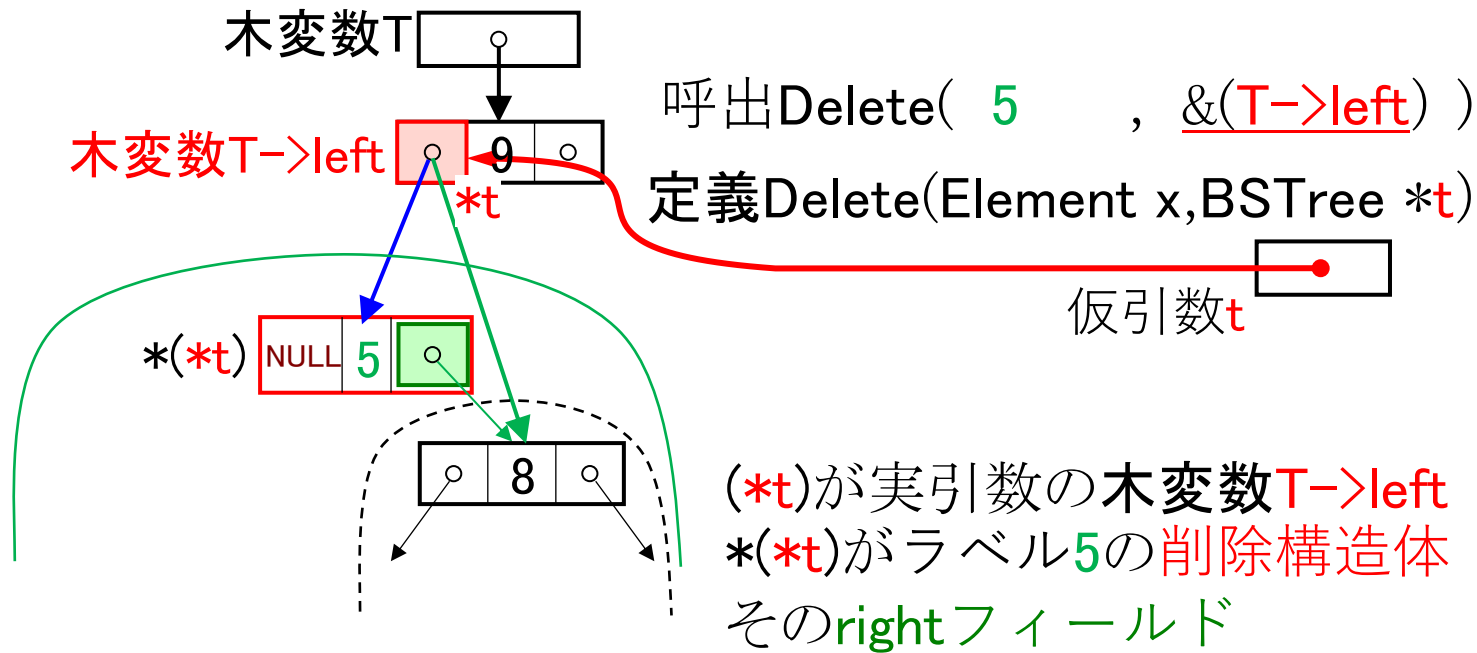 木変数T
呼出Delete( 5 , &(T->left) )
木変数T->left
9
*t
定義Delete(Element x,BSTree *t)
仮引数t
*(*t)
NULL 5
8
(*t)が実引数の木変数T->left
*(*t)がラベル5の削除構造体
そのrightフィールド